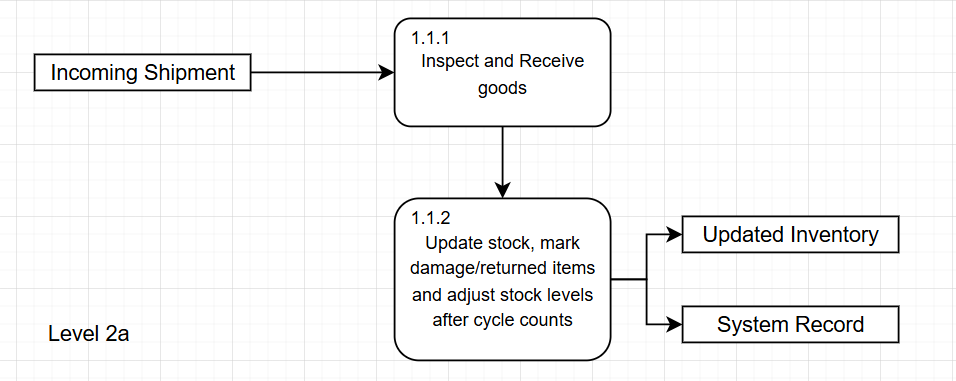 1.1.1
Inspect and Receive
goods
Incoming Shipment
1.1.2
Update stock, mark
damage/returned items
and adjust stock levels
after cycle counts
Updated Inventory
System Record
Level 2a